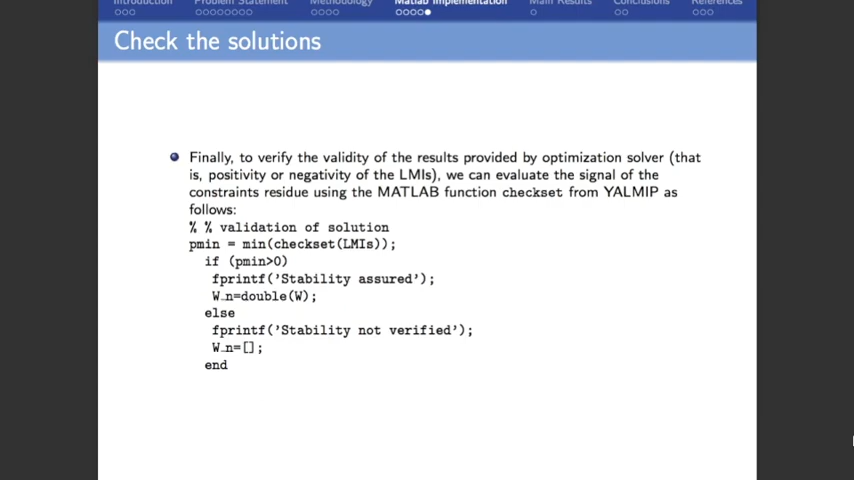 Introduction Problem Statement Methodology Matlab Implementation Main Results Conclusions References
Check the solutions
Finally, to verify the validity of the results provided by optimization solver (that
is, positivity or negativity of the LMIs), we can evaluate the signal of the
constraints residue using the MATLAB function checkset from YALMIP as
follows:
% % validation of solution
pmin = min(checkset(LMIs));
if (pmin>0)
fprintf('Stability assured');
W_n=double(W);
else
fprintf('Stability not verified');
W_n=[];
end